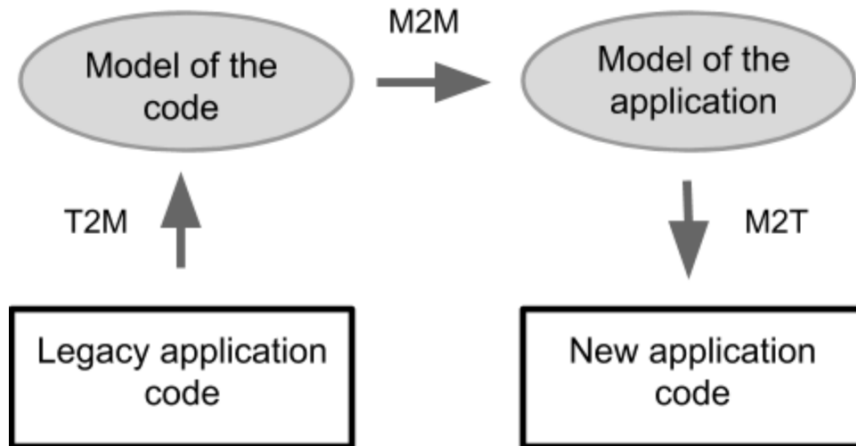 M2M
Model of the
code
Model of the
application
T2M
M2T
Legacy application
code
New application
code